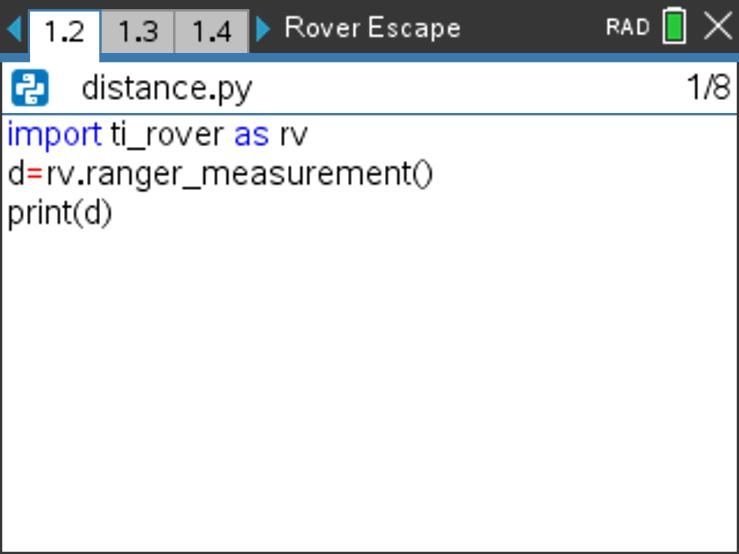 1.2 1.3 1.4 Rover Escape RAD
distance.py 1/8
import ti_rover as rv
d=rv.ranger_measurement()
print(d)